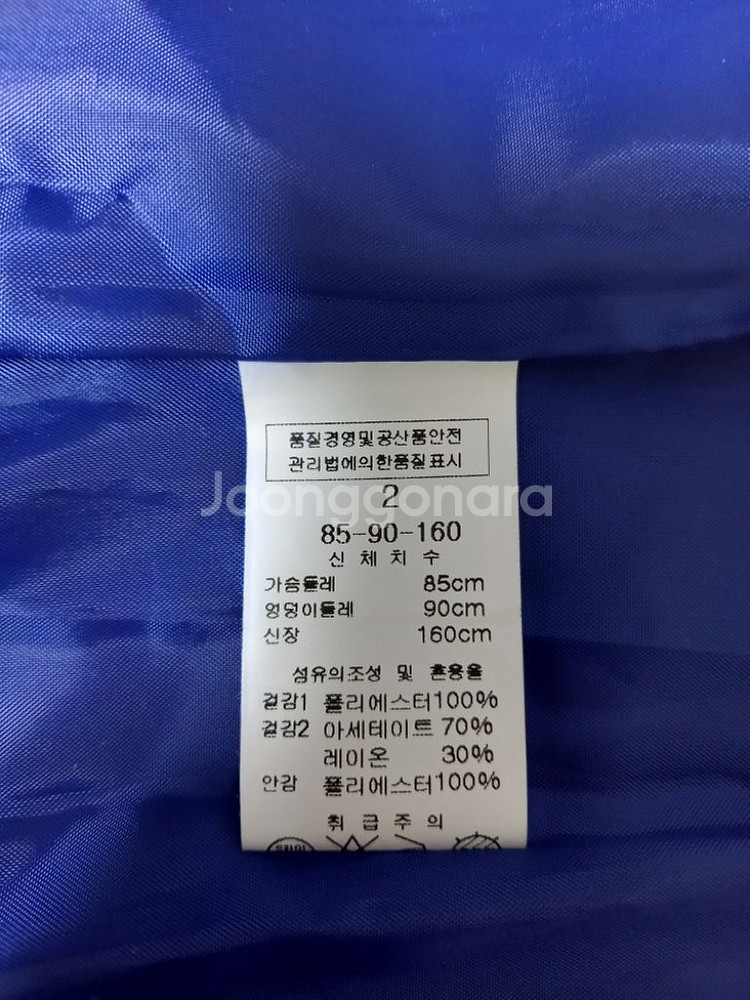 품질경영및공산품안전
관리법에의한품질표시
2
Joonggonara
85-90-160
신체치수
가슴둘레 85cm
엉덩이둘레 90cm
신장 160cm
섬유의조성 및 혼용율
겉감1 폴리에스터100%
겉감2 아세테이트 70%
레이온 30%
안감 폴리에스터100%
취급주의